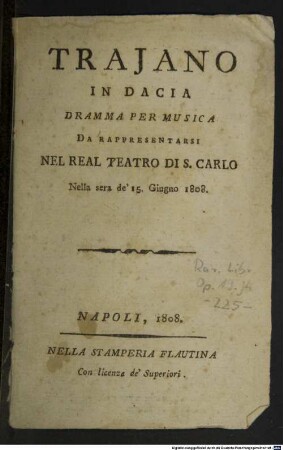 TRAJANO
IN DACIA
DRAMMA PER MUSICA
DA RAPPRESENTARSI
NEL REAL TEATRO DI S. CARLO
Nella sera de' 15. Giugno 1808.
NAPOLI, 1808.
NELLA STAMPERIA FLAUTINA
Con licenza de' Superiori.